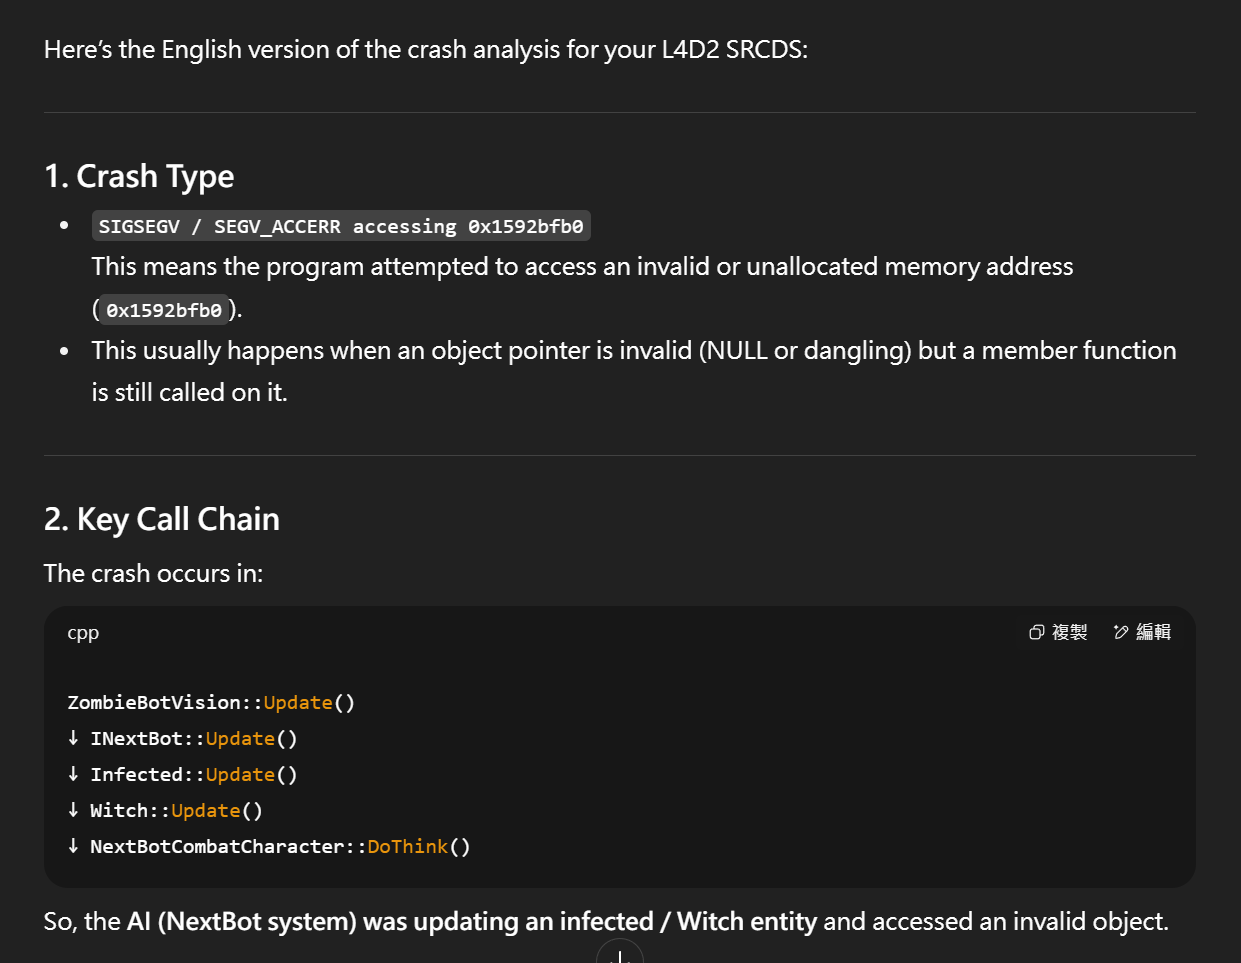 Here's the English version of the crash analysis for your L4D2 SRCDS:
1. Crash Type
• SIGSEGV / SEGV_ACCERR accessing 0x1592bfb0
This means the program attempted to access an invalid or unallocated memory address
(0x1592bfb0).
• This usually happens when an object pointer is invalid (NULL or dangling) but a member function
is still called on it.
2. Key Call Chain
The crash occurs in:
cpp 複製 編輯
ZombieBotVision::Update()
↓ INextBot::Update()
↓ Infected::Update()
↓ Witch::Update()
↓ NextBotCombatCharacter::DoThink()
So, the AI (NextBot system) was updating an infected / Witch entity and accessed an invalid object.